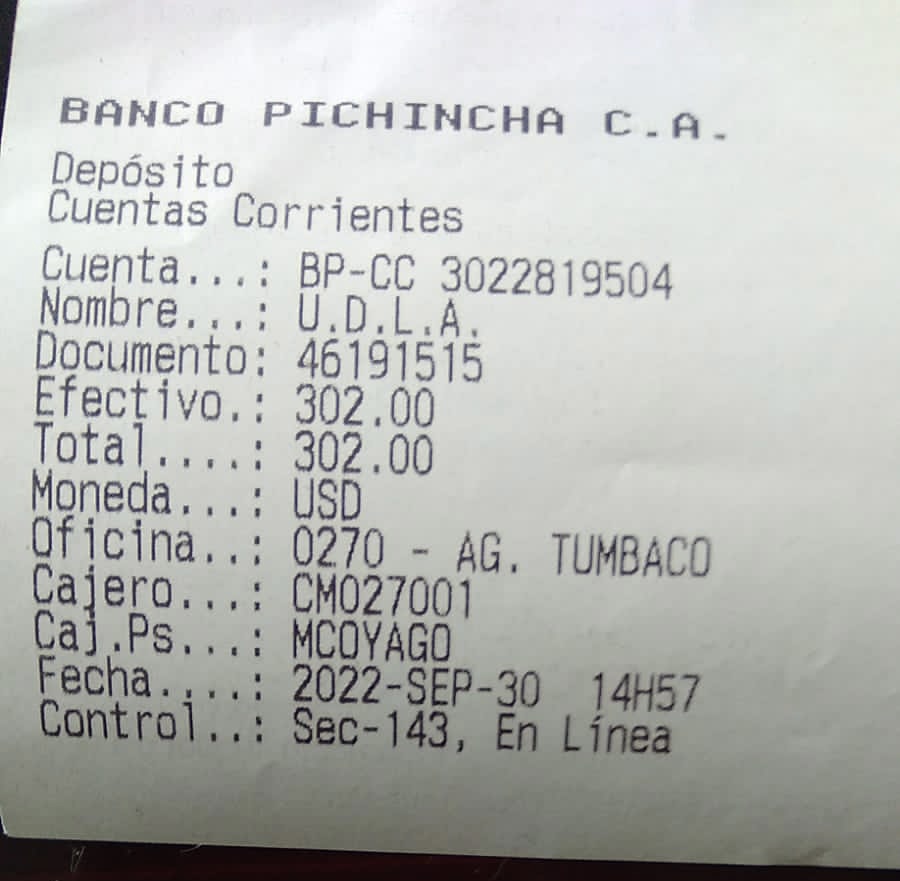 BANCO PICHINCHA C.A.
Depósito
Cuentas Corrientes
Cuenta...: BP-CC 3022819504
Nombre...: U.D.L.A.
Documento: 46191515
Efectivo.: 302.00
Total....: 302.00
Moneda...: USD
Oficina..: 0270 - AG. TUMBACO
Cajero...: CM027001
Caj.Ps...: MCOYAGO
Fecha....: 2022-SEP-30  14H57
Control..: Sec-143, En Línea